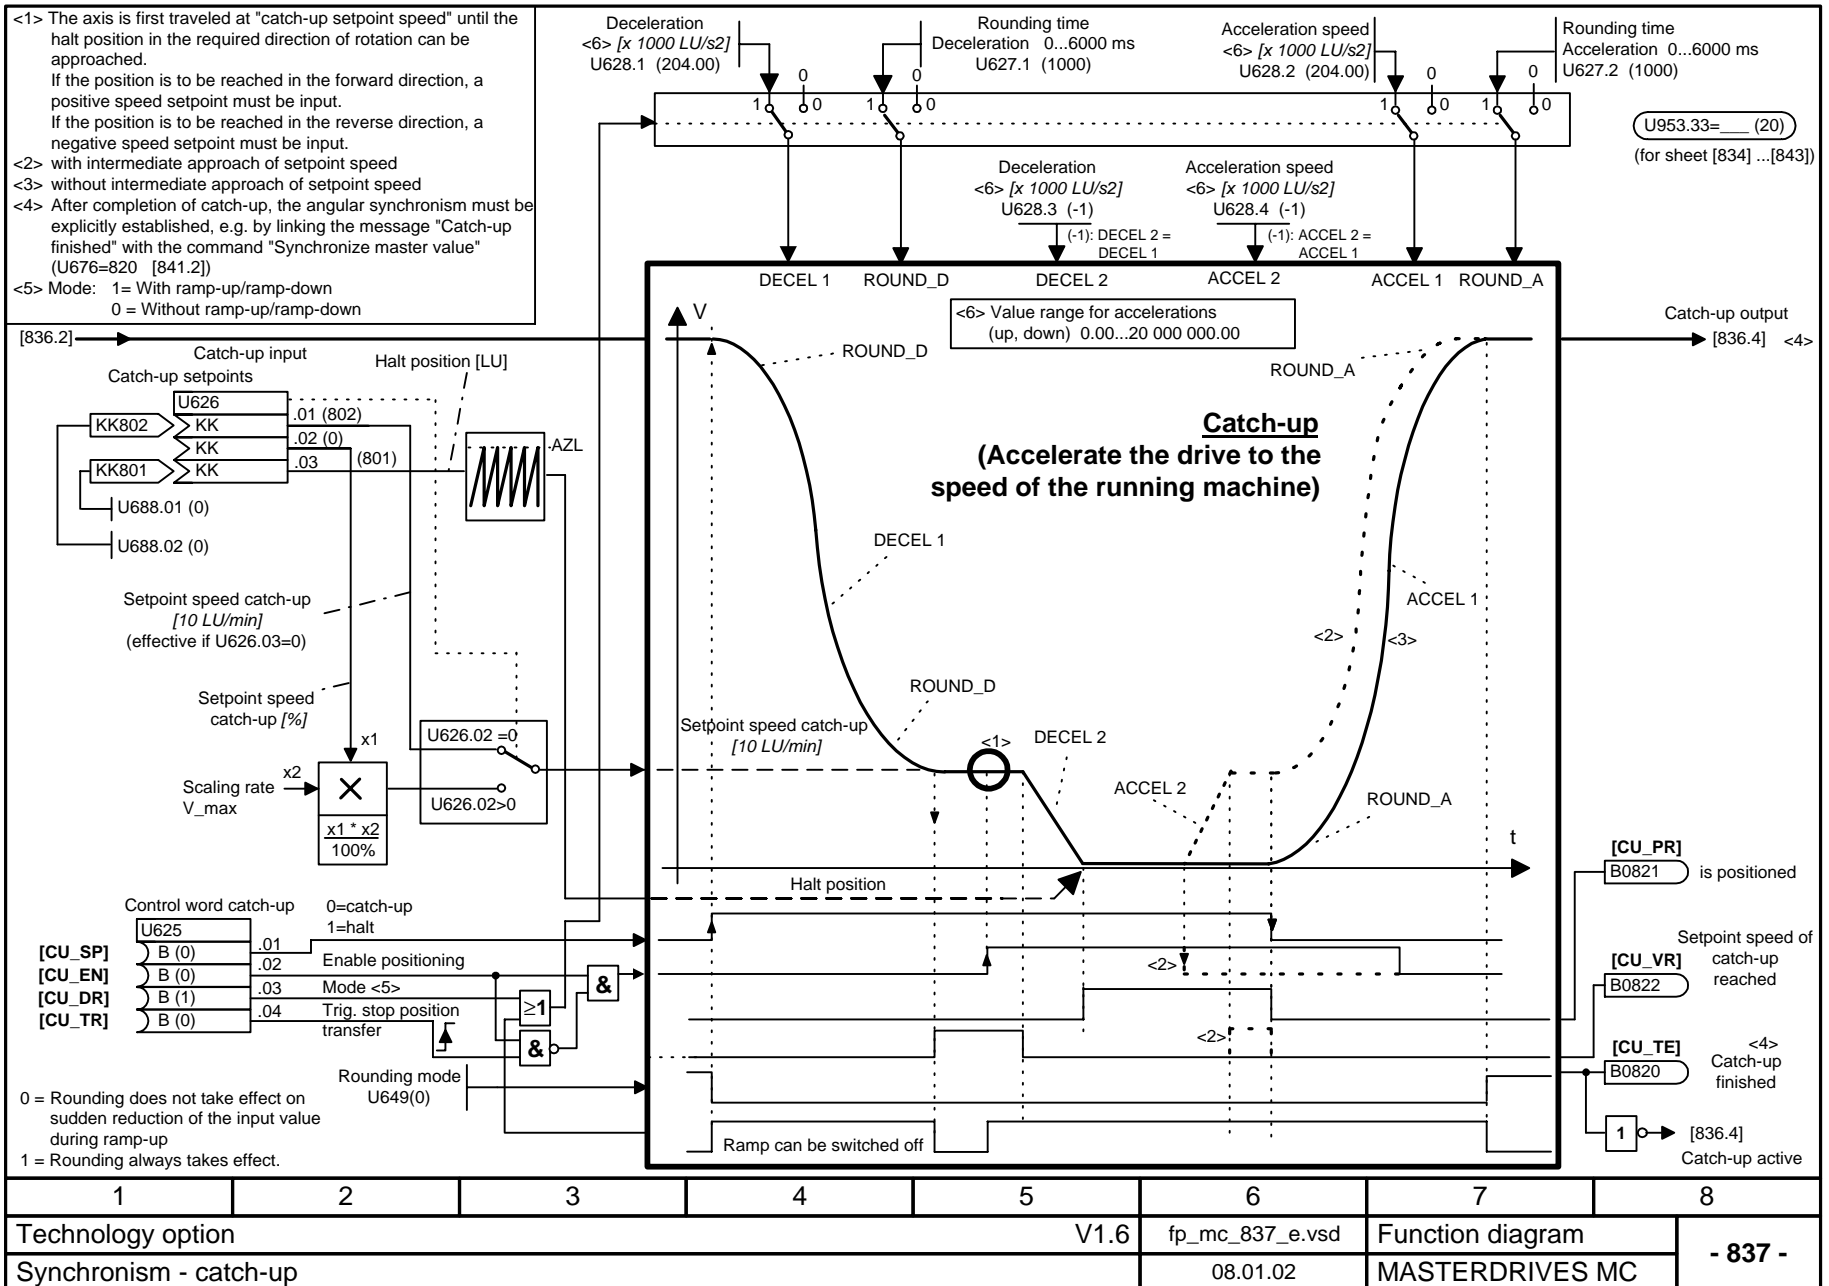 <1> The axis is first traveled at "catch-up setpoint speed" until the
halt position in the required direction of rotation can be
approached.
If the position is to be reached in the forward direction, a
positive speed setpoint must be input.
If the position is to be reached in the reverse direction, a
negative speed setpoint must be input.
<2> with intermediate approach of setpoint speed
<3> without intermediate approach of setpoint speed
<4> After completion of catch-up, the angular synchronism must be
explicitly established, e.g. by linking the message "Catch-up
finished" with the command "Synchronize master value"
(U676=820 [841.2])
<5> Mode: 1= With ramp-up/ramp-down
0 = Without ramp-up/ramp-down
Deceleration
<6> [x 1000 LU/s2]
U628.1 (204.00)
Rounding time
Deceleration 0...6000 ms
U627.1 (1000)
Acceleration speed
<6> [x 1000 LU/s2]
U628.2 (204.00)
Rounding time
Acceleration 0...6000 ms
U627.2 (1000)
0
0
0
0
1
0
1
0
1
0
1
0
U953.33=___ (20)
(for sheet [834] ...[843])
Deceleration
<6> [x 1000 LU/s2]
U628.3 (-1)
(-1): DECEL 2 =
DECEL 1
Acceleration speed
<6> [x 1000 LU/s2]
U628.4 (-1)
(-1): ACCEL 2 =
ACCEL 1
DECEL 1
ROUND_D
DECEL 2
ACCEL 2
ACCEL 1
ROUND_A
<6> Value range for accelerations
(up, down) 0.00...20 000 000.00
V
[836.2]
Catch-up output
[836.4] <4>
Catch-up input
Catch-up setpoints
Halt position [LU]
U626
KK802
KK
.01 (802)
KK
.02 (0)
KK801
KK
.03
(801)
U688.01 (0)
U688.02 (0)
AZL
ROUND_D
ROUND_A
Catch-up
(Accelerate the drive to the
speed of the running machine)
DECEL 1
ACCEL 1
<2>
<3>
Setpoint speed catch-up
[10 LU/min]
(effective if U626.03=0)
Setpoint speed
catch-up [%]
ROUND_D
Setpoint speed catch-up
[10 LU/min]
<1>
DECEL 2
ACCEL 2
ROUND_A
t
x1
x2
Scaling rate
V_max
x1 * x2
100%
U626.02 =0
U626.02>0
Halt position
Control word catch-up
U625
0=catch-up
1=halt
[CU_SP]
B (0)
.01
[CU_EN]
B (0)
.02
Enable positioning
[CU_DR]
B (1)
.03
Mode <5>
[CU_TR]
B (0)
.04
Trig. stop position
transfer
≥1
&
&
<2>
<2>
Rounding mode
U649(0)
0 = Rounding does not take effect on
sudden reduction of the input value
during ramp-up
1 = Rounding always takes effect.
Ramp can be switched off
[CU_PR]
B0821
is positioned
[CU_VR]
B0822
Setpoint speed of
catch-up
reached
[CU_TE]
B0820
<4>
Catch-up
finished
1
[836.4]
Catch-up active
1
2
3
4
5
6
7
8
Technology option
V1.6
fp_mc_837_e.vsd
Function diagram
- 837 -
Synchronism - catch-up
08.01.02
MASTERDRIVES MC